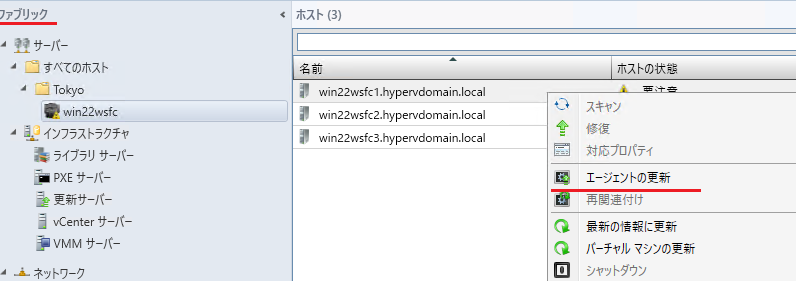 ファブリック
サーバー
すべてのホスト
Tokyo
win22wsfc
インフラストラクチャ
ライブラリ サーバー
PXE サーバー
更新サーバー
vCenter サーバー
VMM サーバー
ネットワーク
ホスト (3)
名前
ホストの状態
win22wsfc1.hypervdomain.local
要注意
win22wsfc2.hypervdomain.local
win22wsfc3.hypervdomain.local
スキャン
修復
対応プロパティ
エージェントの更新
再関連付け
最新の情報に更新
バーチャル マシンの更新
シャットダウン